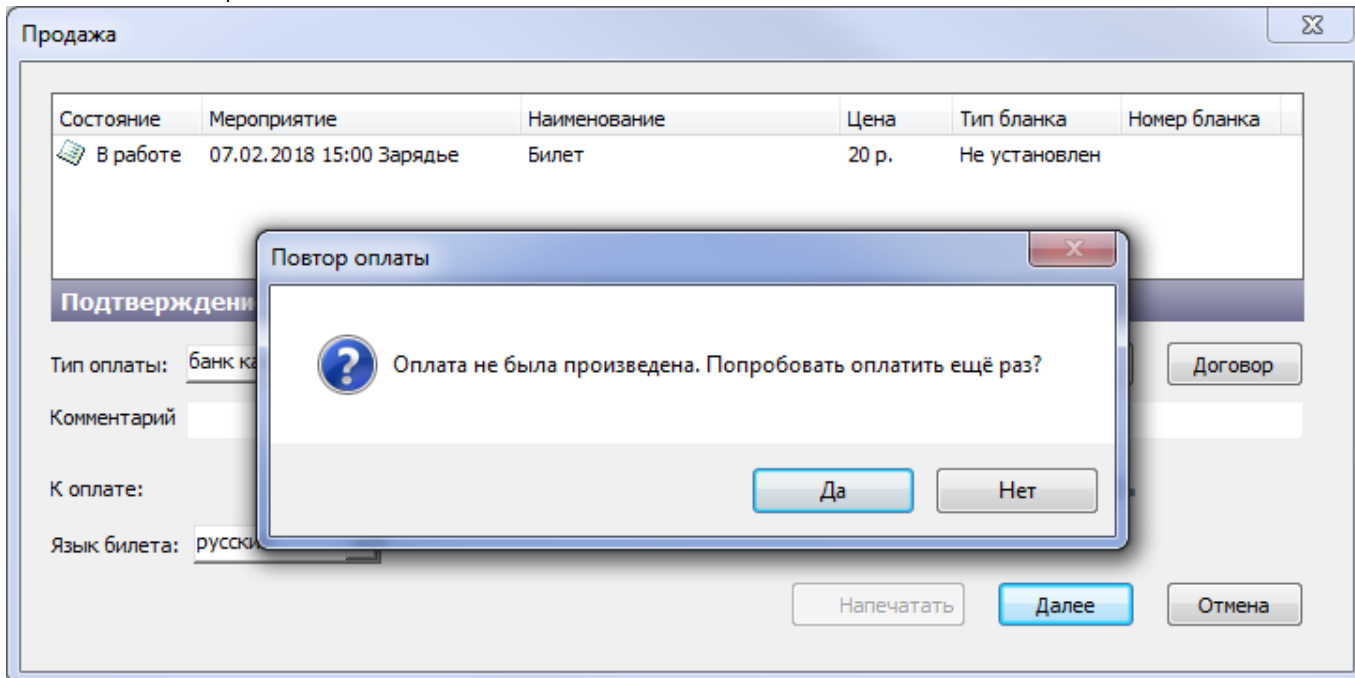 Продажа
Состояние Мероприятие Наименование Цена Тип бланка Номер бланка
В работе 07.02.2018 15:00 Зарядье Билет 20 р. Не установлен
Повтор оплаты
Оплата не была произведена. Попробовать оплатить ещё раз?
Да Нет
Тип оплаты: банк Договор
Комментарий
К оплате:
Язык билета:
Напечатать Далее Отмена